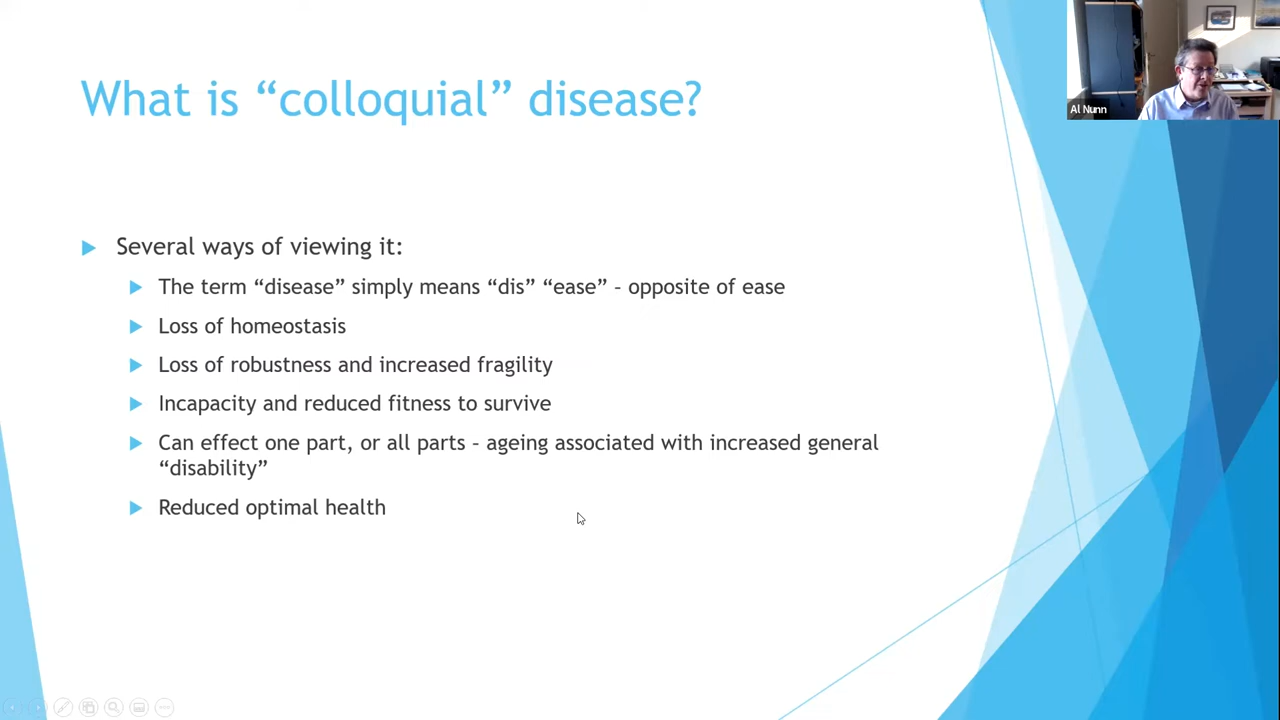 What is “colloquial” disease?
Al Nunn
Several ways of viewing it:
The term “disease” simply means “dis” “ease” – opposite of ease
Loss of homeostasis
Loss of robustness and increased fragility
Incapacity and reduced fitness to survive
Can effect one part, or all parts – ageing associated with increased general
“disability”
Reduced optimal health